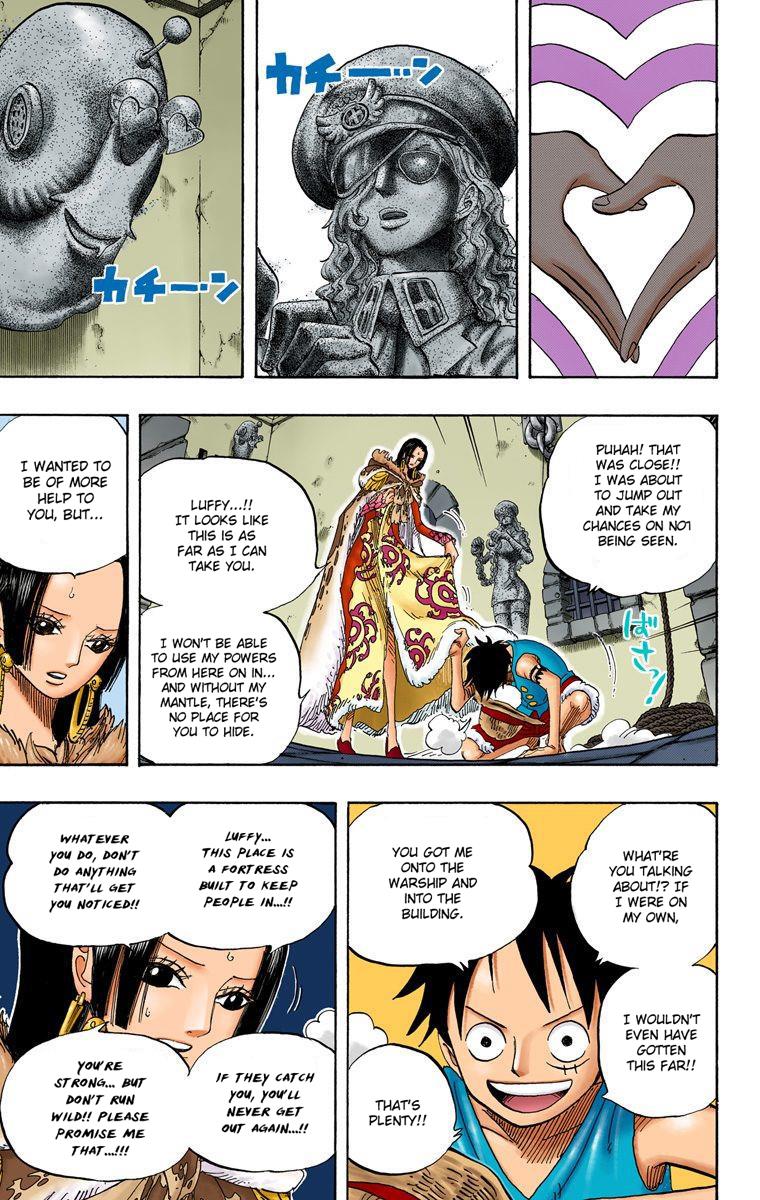 カチーーン
カチーーン
PUHAH! THAT
WAS CLOSE!!
I WAS ABOUT
TO JUMP OUT
AND TAKE MY
CHANCES ON NO1
BEING SEEN.
ばさっ!
LUFFY...!!
IT LOOKS LIKE
THIS IS AS
FAR AS I CAN
TAKE YOU.
I WON'T BE ABLE
TO USE MY POWERS
FROM HERE ON IN...
AND WITHOUT MY
MANTLE, THERE'S
NO PLACE FOR
YOU TO HIDE.
I WANTED TO
BE OF MORE
HELP TO
YOU, BUT...
WHAT'RE
YOU TALKING
ABOUT!? IF
I WERE ON
MY OWN,
I WOULDN'T
EVEN HAVE
GOTTEN
THIS FAR!!
YOU GOT ME
ONTO THE
WARSHIP AND
INTO THE
BUILDING.
THAT'S
PLENTY!!
LUFFY...
THIS PLACE IS
A FORTRESS
BUILT TO KEEP
PEOPLE IN...!!
WHATEVER
YOU DO, DON'T
DO ANYTHING
THAT'LL GET
YOU NOTICED!!
IF THEY CATCH
YOU, YOU'LL
NEVER GET
OUT AGAIN...!!
YOU'RE
STRONG... BUT
DON'T RUN
WILD!! PLEASE
PROMISE ME
THAT...!!!